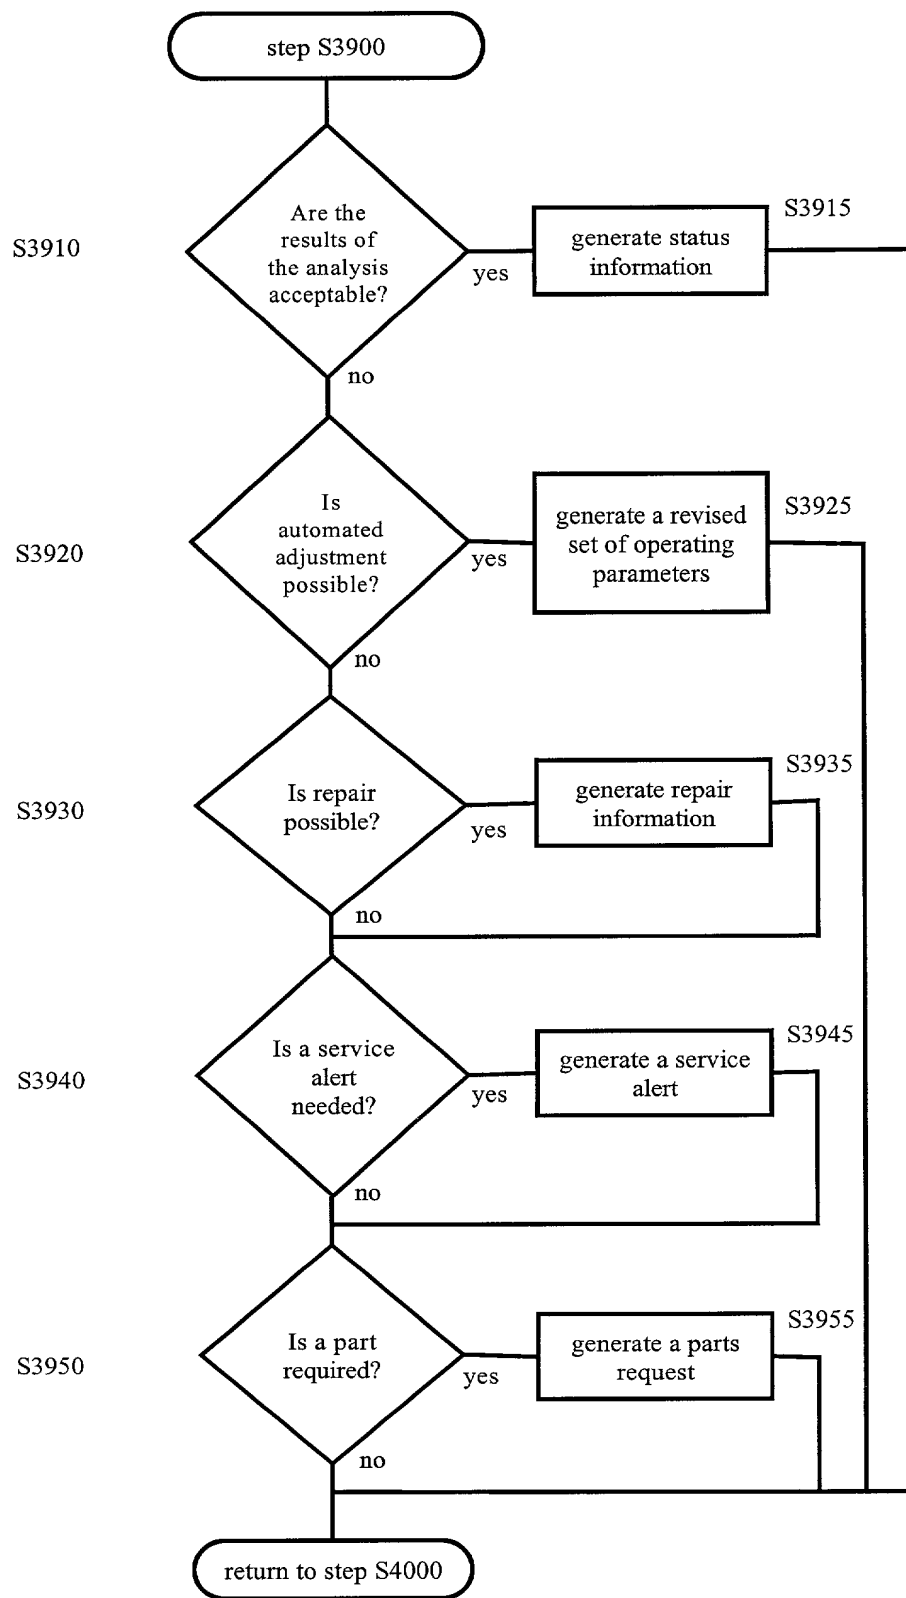 step S3900
S3910
Are the
results of
the analysis
acceptable?
yes
generate status
information
S3915
no
S3920
Is
automated
adjustment
possible?
yes
generate a revised
set of operating
parameters
S3925
no
S3930
Is repair
possible?
yes
generate repair
information
S3935
no
S3940
Is a service
alert
needed?
yes
generate a service
alert
S3945
no
S3950
Is a part
required?
yes
generate a parts
request
S3955
no
return to step S4000